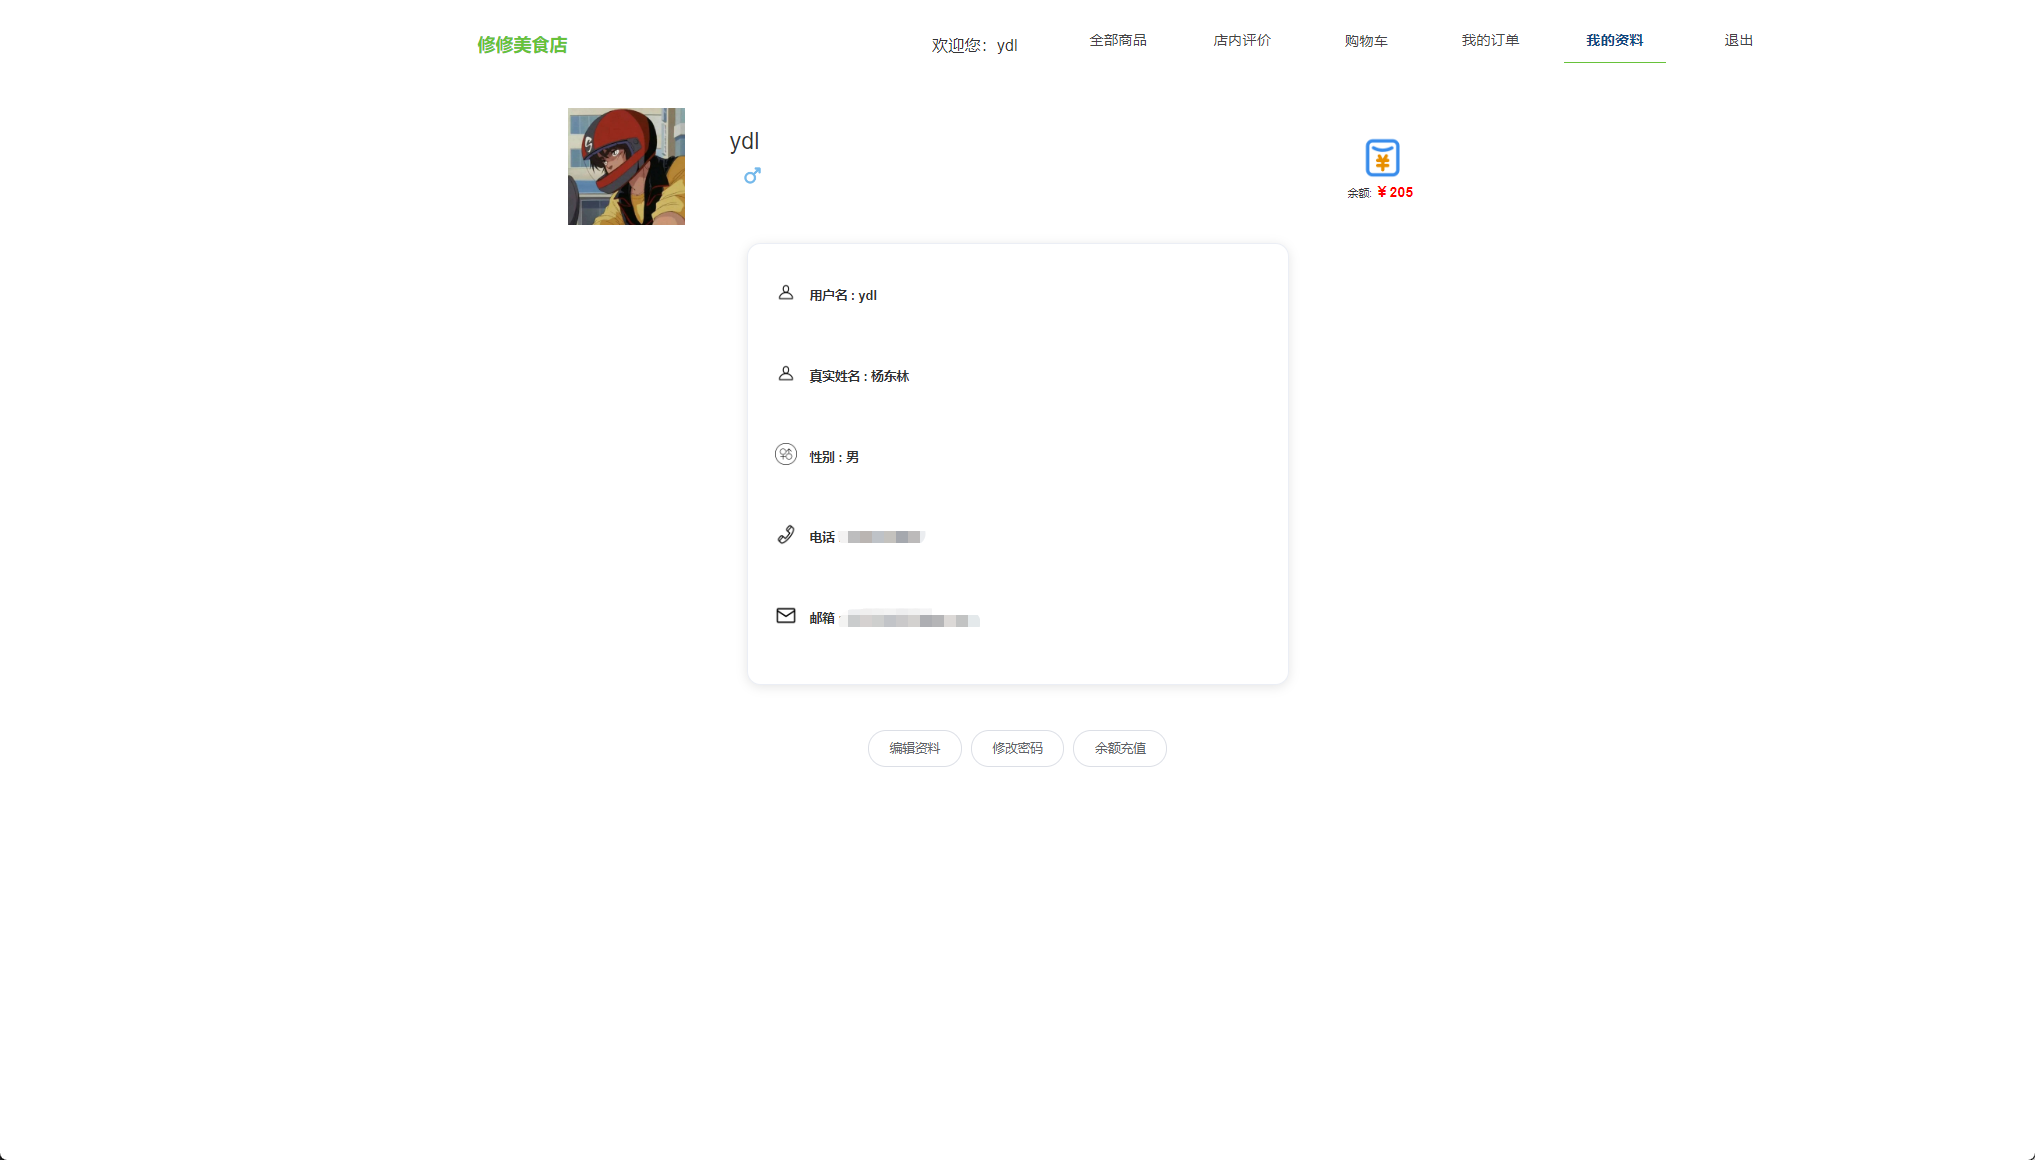 修修美食店
欢迎您：ydl
全部商品
店内评价
购物车
我的订单
我的资料
退出
ydl
余额: ￥205
用户名 : ydl
真实姓名 : 杨东林
性别 : 男
电话
邮箱
编辑资料
修改密码
余额充值